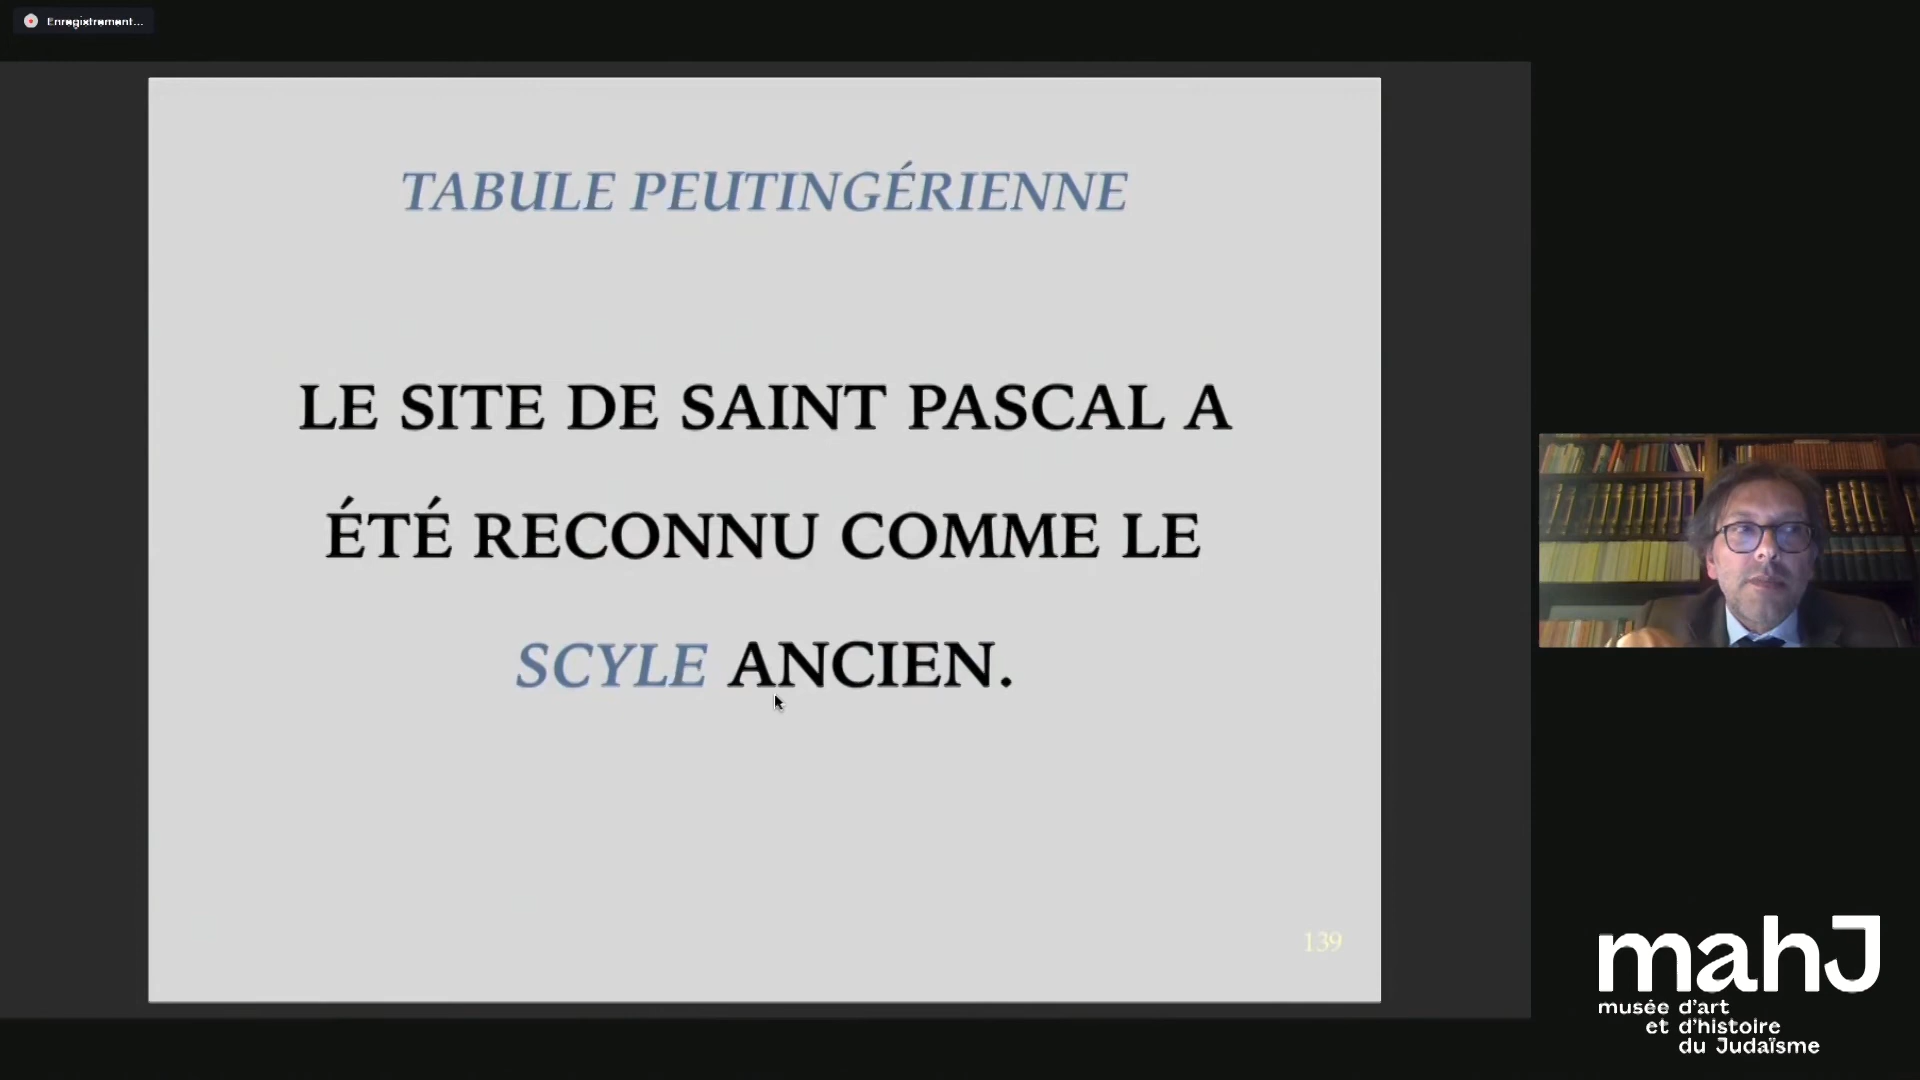 Enregistrement...
TABULE PEUTINGÉRIENNE
LE SITE DE SAINT PASCAL A
ÉTÉ RECONNU COMME LE
SCYLE ANCIEN.
139
mahJ
musée d'art
et d'histoire
du Judaïsme